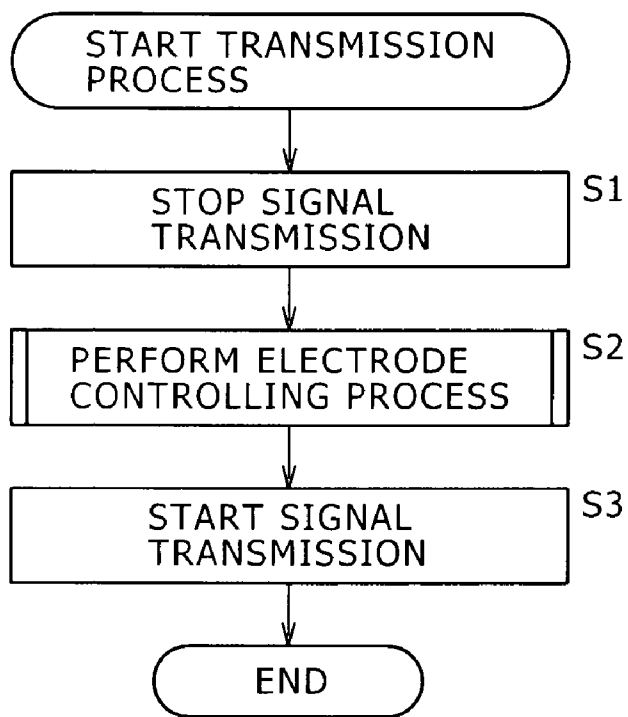 START TRANSMISSION
PROCESS
STOP SIGNAL
TRANSMISSION
S1
PERFORM ELECTRODE
CONTROLLING PROCESS
S2
START SIGNAL
TRANSMISSION
S3
END